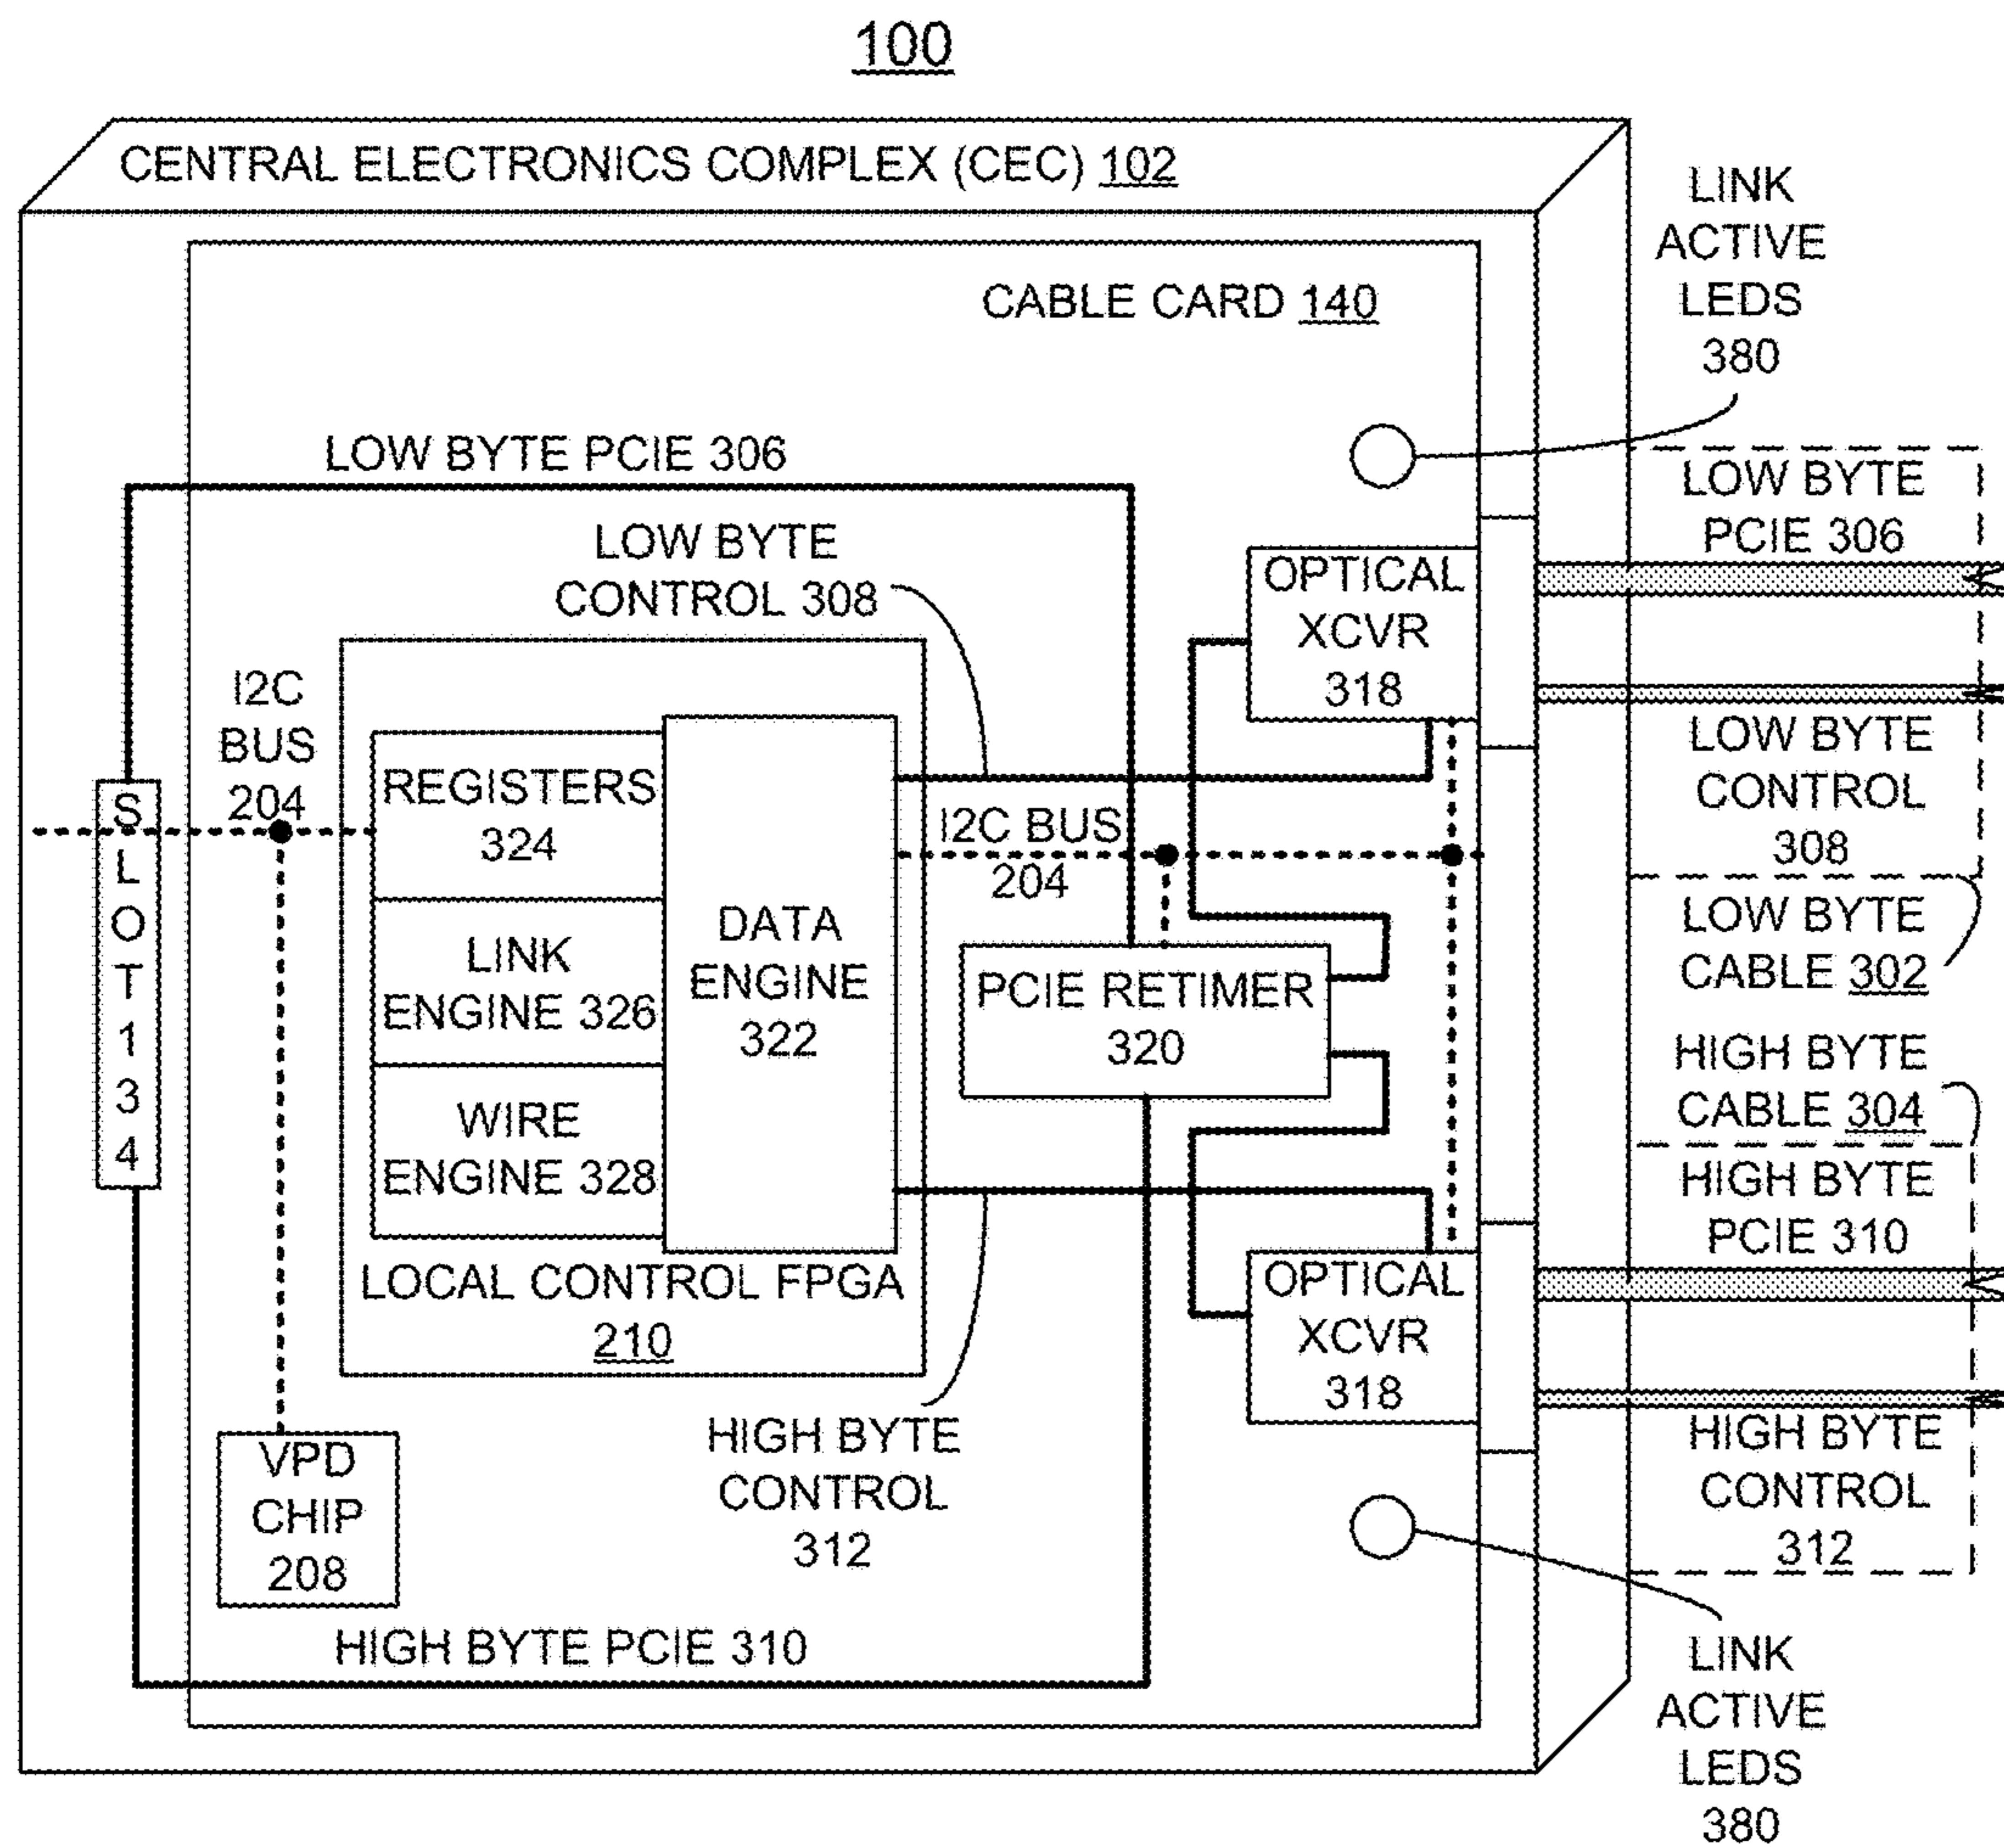 100
CENTRAL ELECTRONICS COMPLEX (CEC) 102
LINK
ACTIVE
LEDS
380
CABLE CARD 140
LOW BYTE PCIE 306
LOW BYTE
CONTROL 308
LOW BYTE
PCIE 306
OPTICAL
XCVR
318
LOW BYTE
CONTROL
308
I2C
BUS
204
SLOT 134
REGISTERS
324
LINK
ENGINE 326
WIRE
ENGINE 328
DATA
ENGINE
322
LOCAL CONTROL FPGA
210
I2C BUS
204
PCIE RETIMER
320
LOW BYTE
CABLE 302
HIGH BYTE
CABLE 304
HIGH BYTE
PCIE 310
OPTICAL
XCVR
318
HIGH BYTE
CONTROL
312
HIGH BYTE
CONTROL
312
VPD
CHIP
208
HIGH BYTE PCIE 310
LINK
ACTIVE
LEDS
380